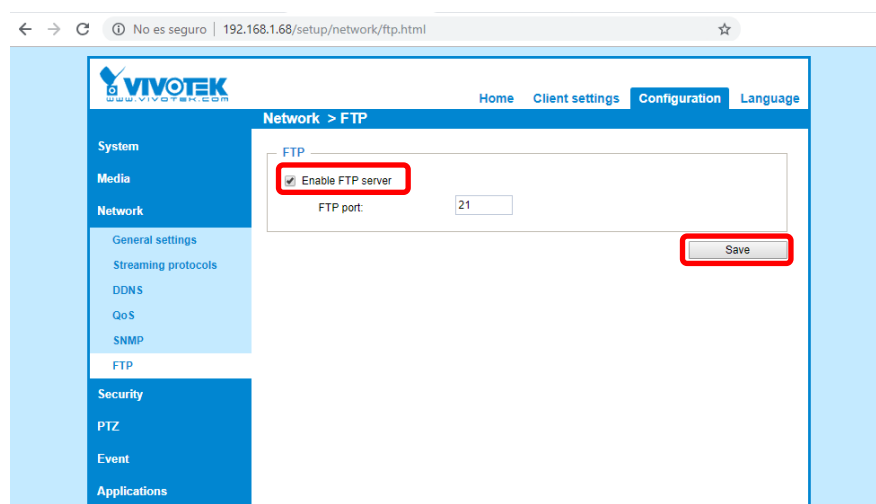 No es seguro | 192.168.1.68/setup/network/ftp.html
VIVOTEK
www.vivotek.com
Home Client settings Configuration Language
Network > FTP
System
Media
Network
General settings
Streaming protocols
DDNS
QoS
SNMP
FTP
Security
PTZ
Event
Applications
FTP
Enable FTP server
FTP port: 21
Save